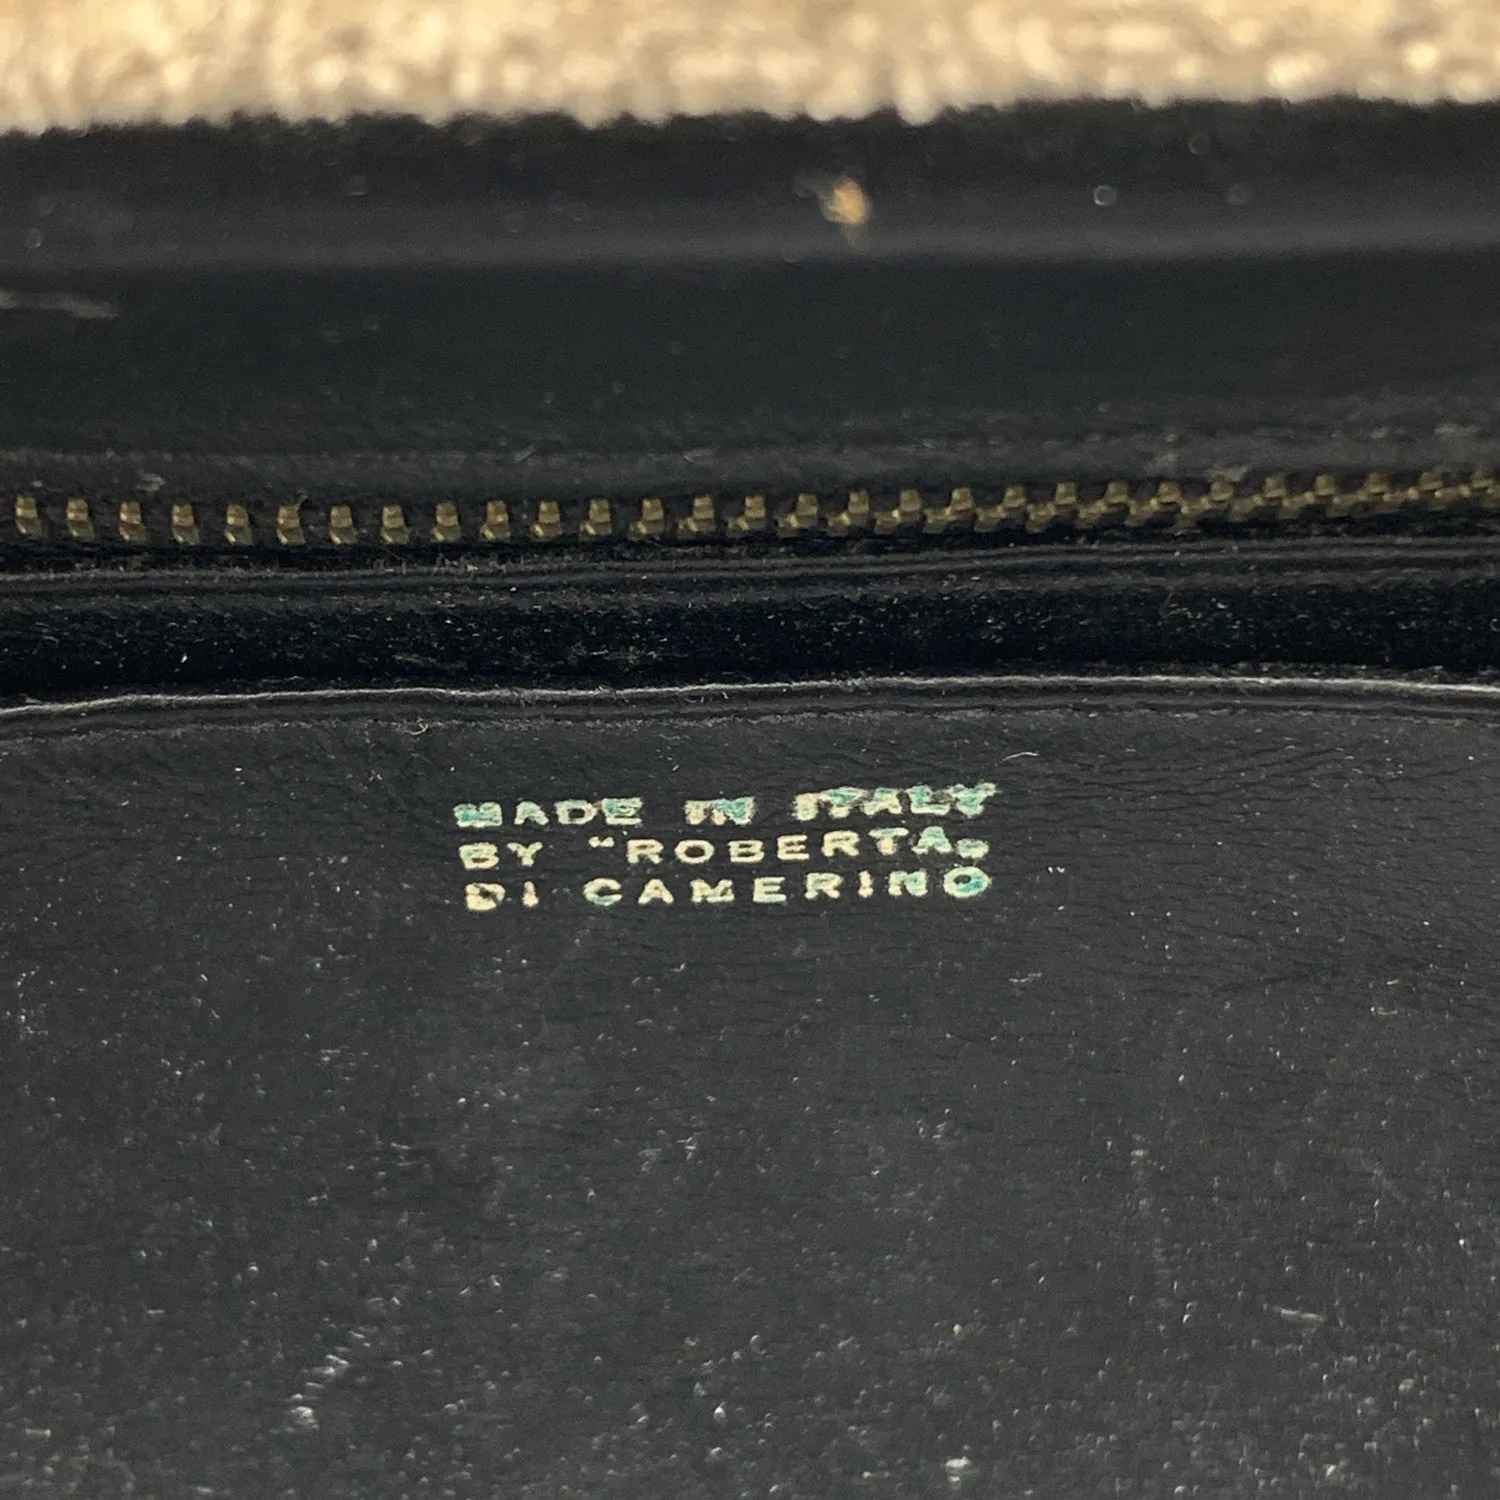 MADE IN ITALY
BY "ROBERTA„
DI CAMERINO